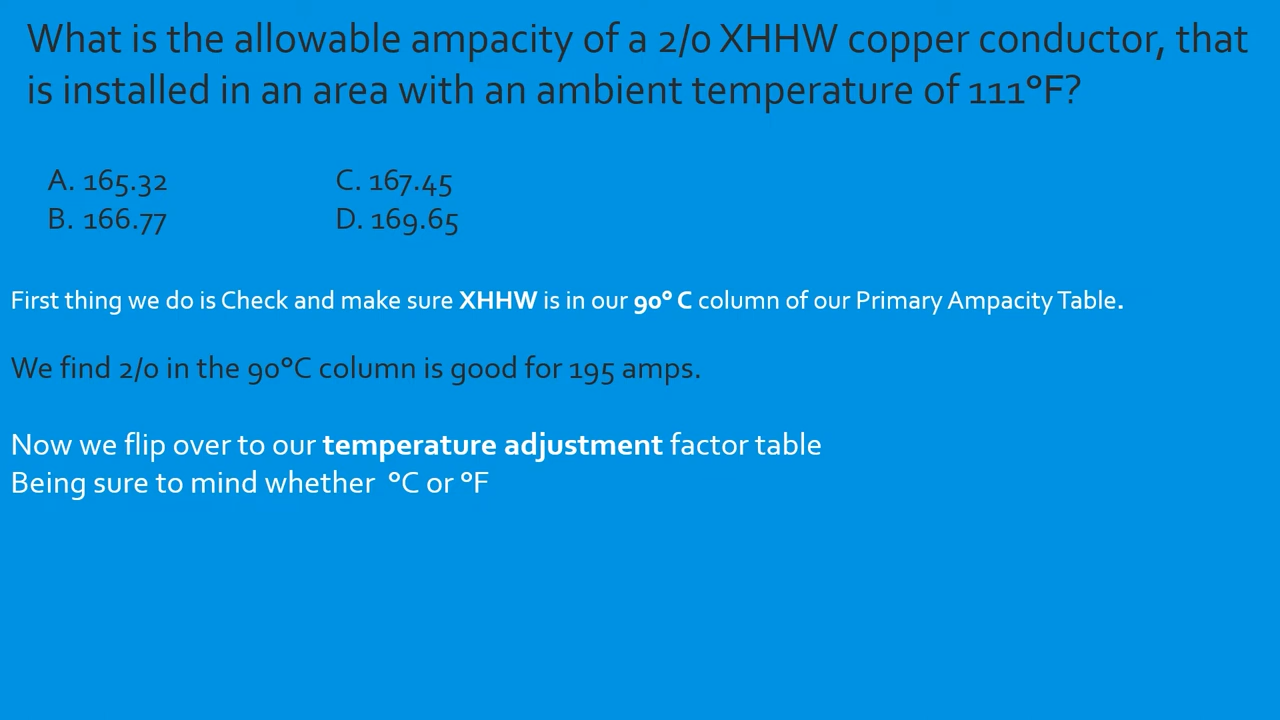 What is the allowable ampacity of a 2/0 XHHW copper conductor, that
is installed in an area with an ambient temperature of 111°F?
A. 165.32 C. 167.45
B. 166.77 D. 169.65
First thing we do is Check and make sure XHHW is in our 90° C column of our Primary Ampacity Table.
We find 2/0 in the 90°C column is good for 195 amps.
Now we flip over to our temperature adjustment factor table
Being sure to mind whether °C or °F